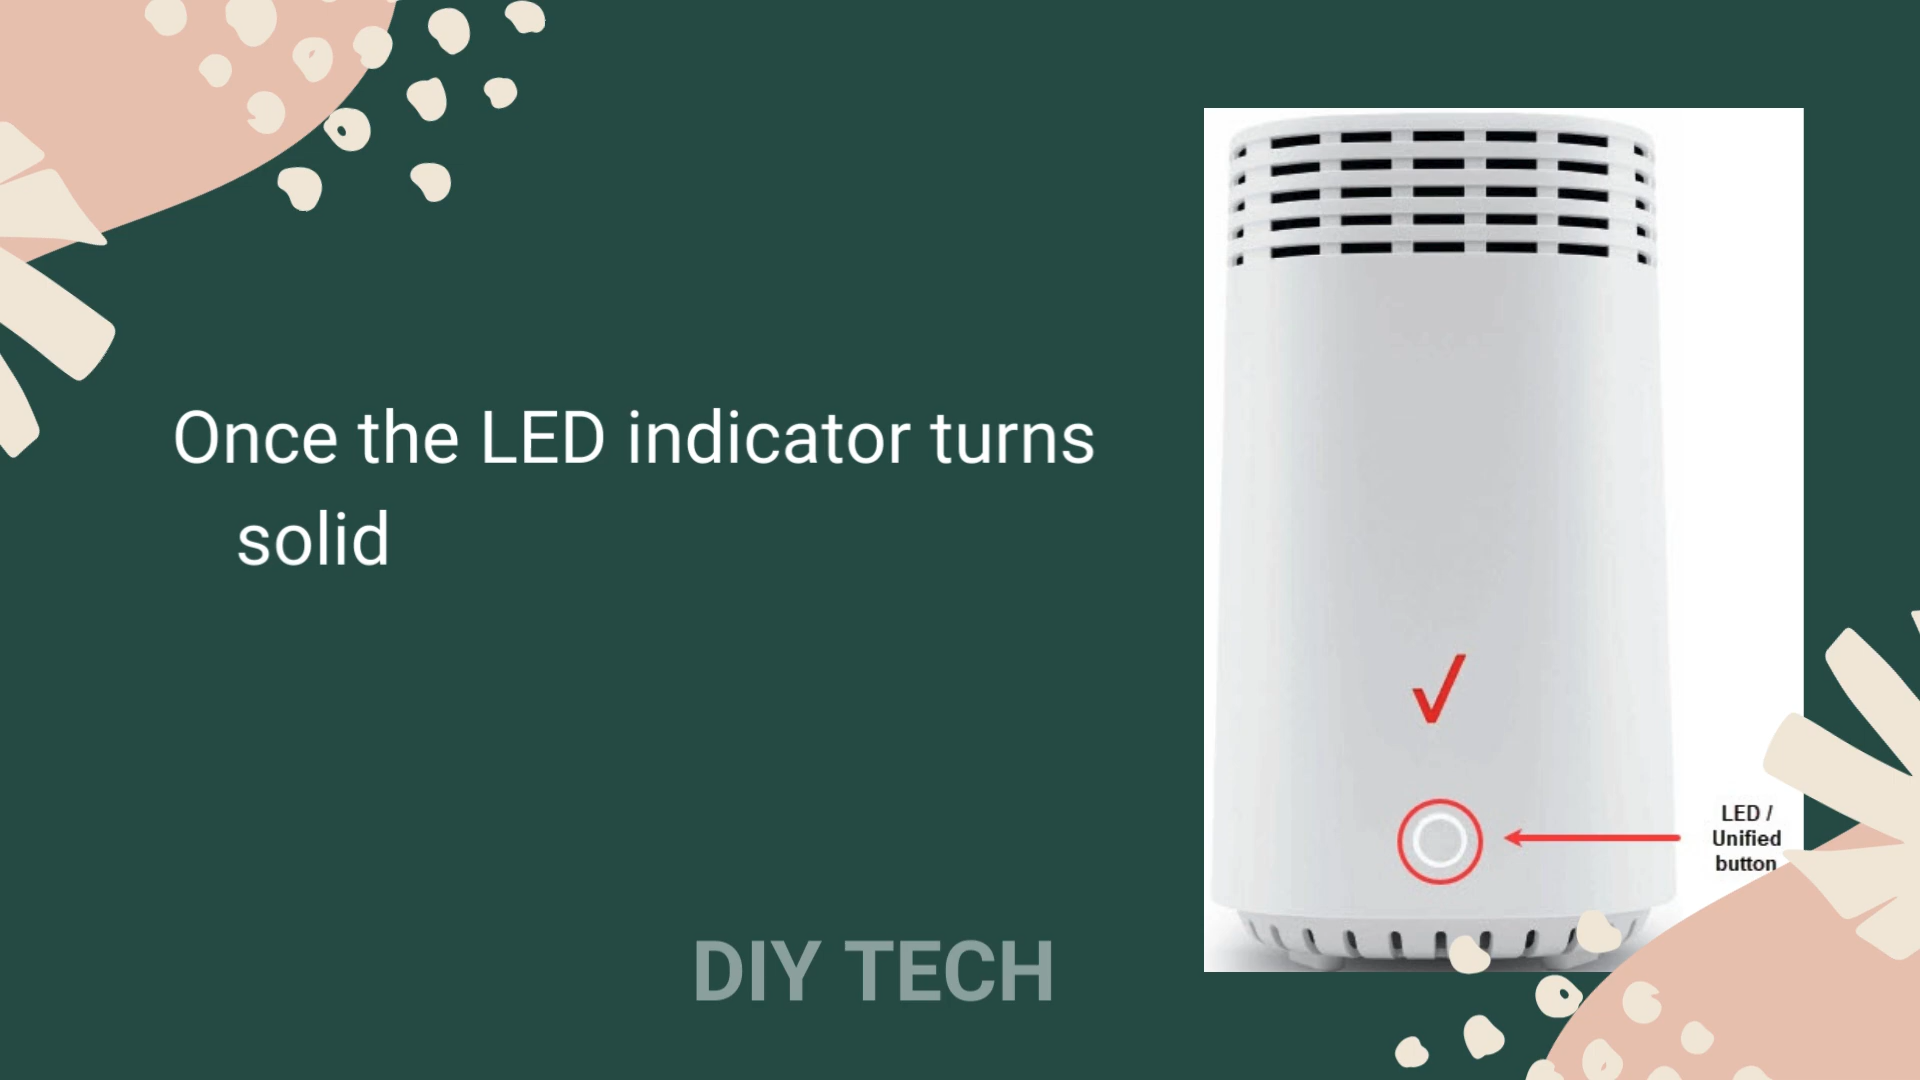 Once the LED indicator turns
solid
LED /
Unified
button
DIY TECH